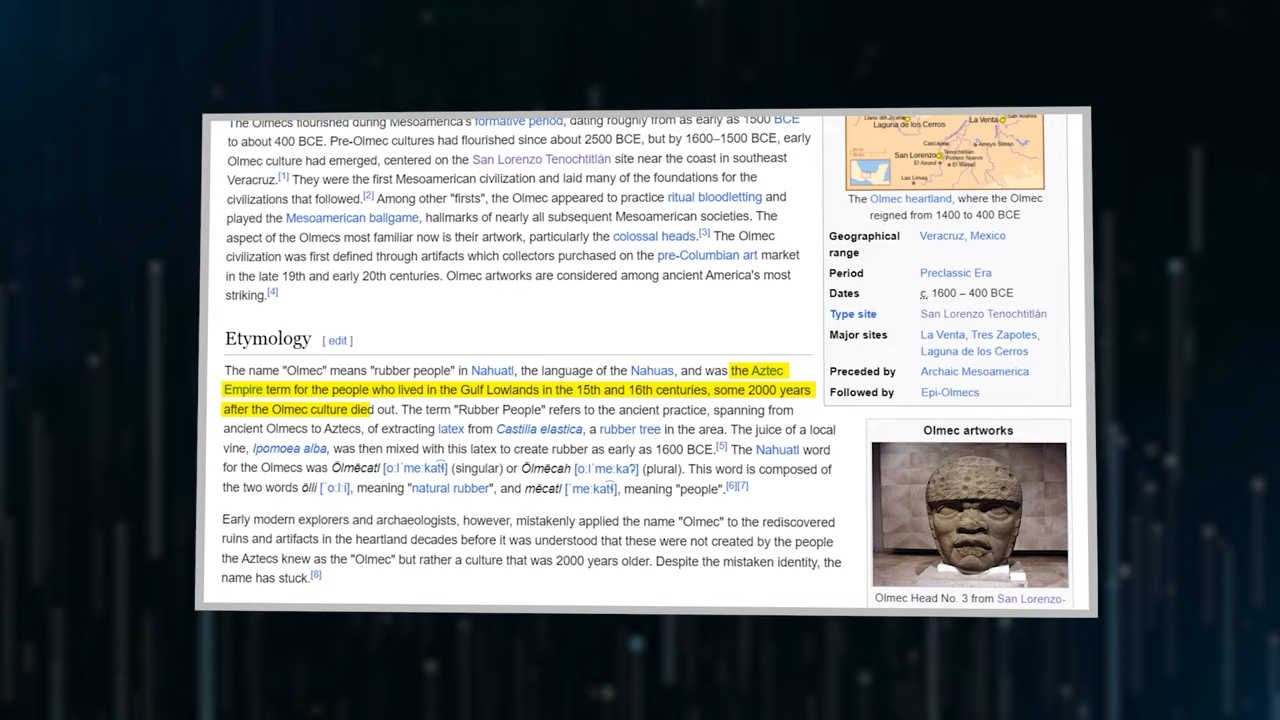 The Olmecs flourished during Mesoamerica's formative period, dating roughly from as early as 1500 BCE
to about 400 BCE. Pre-Olmec cultures had flourished since about 2500 BCE, but by 1600–1500 BCE, early
Olmec culture had emerged, centered on the San Lorenzo Tenochtitlán site near the coast in southeast
Veracruz.[1] They were the first Mesoamerican civilization and laid many of the foundations for the
civilizations that followed.[2] Among other "firsts", the Olmec appeared to practice ritual bloodletting and
played the Mesoamerican ballgame, hallmarks of nearly all subsequent Mesoamerican societies. The
aspect of the Olmecs most familiar now is their artwork, particularly the colossal heads.[3] The Olmec
civilization was first defined through artifacts which collectors purchased on the pre-Columbian art market
in the late 19th and early 20th centuries. Olmec artworks are considered among ancient America's most
striking.[4]
Etymology [ edit ]
The name "Olmec" means "rubber people" in Nahuatl, the language of the Nahuas, and was the Aztec
Empire term for the people who lived in the Gulf Lowlands in the 15th and 16th centuries, some 2000 years
after the Olmec culture died out. The term "Rubber People" refers to the ancient practice, spanning from
ancient Olmecs to Aztecs, of extracting latex from Castilla elastica, a rubber tree in the area. The juice of a local
vine, Ipomoea alba, was then mixed with this latex to create rubber as early as 1600 BCE.[5] The Nahuatl word
for the Olmecs was Ōlmēcatl [oːlˈmeːkat͡ɬ] (singular) or Ōlmēcah [oːlˈmeːkaʔ] (plural). This word is composed of
the two words ōlli [ˈoːlːi], meaning "natural rubber", and mēcatl [ˈmeːkat͡ɬ], meaning "people".[6][7]
Early modern explorers and archaeologists, however, mistakenly applied the name "Olmec" to the rediscovered
ruins and artifacts in the heartland decades before it was understood that these were not created by the people
the Aztecs knew as the "Olmec" but rather a culture that was 2000 years older. Despite the mistaken identity, the
name has stuck.[8]
Laguna de los Cerros
La Venta
San Andres
Cascajal
Arroyo Sonso
San Lorenzo
Tenochtitlan
Potrero Nuevo
El Azuzul
El Manati
Las Limas
The Olmec heartland, where the Olmec
reigned from 1400 to 400 BCE
Geographical range Veracruz, Mexico
Period Preclassic Era
Dates c. 1600 – 400 BCE
Type site San Lorenzo Tenochtitlán
Major sites La Venta, Tres Zapotes,
Laguna de los Cerros
Preceded by Archaic Mesoamerica
Followed by Epi-Olmecs
Olmec artworks
Olmec Head No. 3 from San Lorenzo-